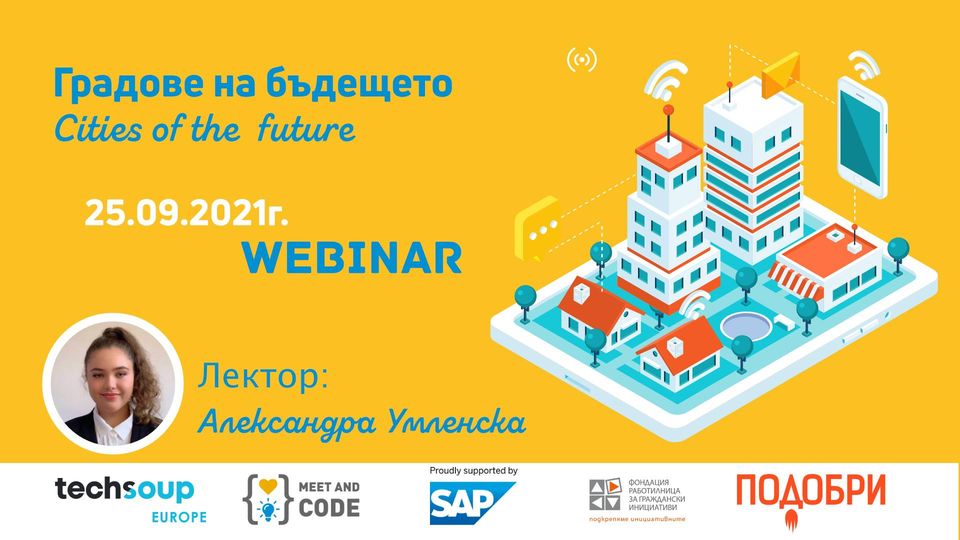 Градове на бъдещето
Cities of the future
25.09.2021г.
WEBINAR
Лектор:
Александра Умленска
techsoup
EUROPE
MEET AND
CODE
Proudly supported by
SAP
ФОНДАЦИЯ
РАБОТИЛНИЦА
ЗА ГРАЖДАНСКИ
ИНИЦИАТИВИ
подкрепяме инициативните
ПОДОБРИ